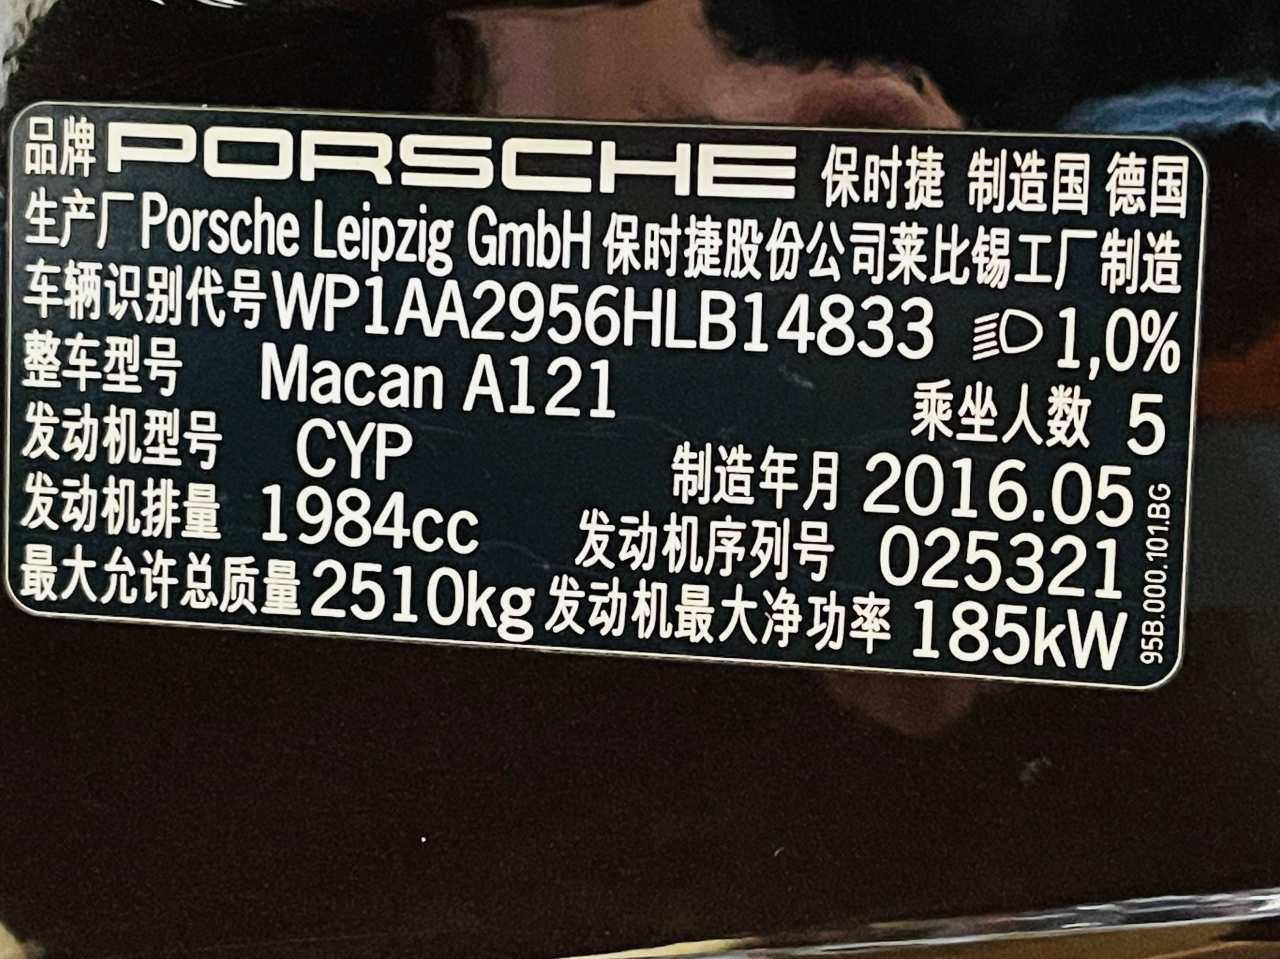 品牌 PORSCHE 保时捷 制造国 德国
生产厂 Porsche Leipzig GmbH 保时捷股份公司莱比锡工厂 制造
车辆识别代号 WP1AA2956HLB14833 1,0%
整车型号 Macan A121 乘坐人数 5
发动机型号 CYP 制造年月 2016.05
发动机排量 1984cc 发动机序列号 025321
最大允许总质量 2510kg 发动机最大净功率 185kW
95B.000.101.BG